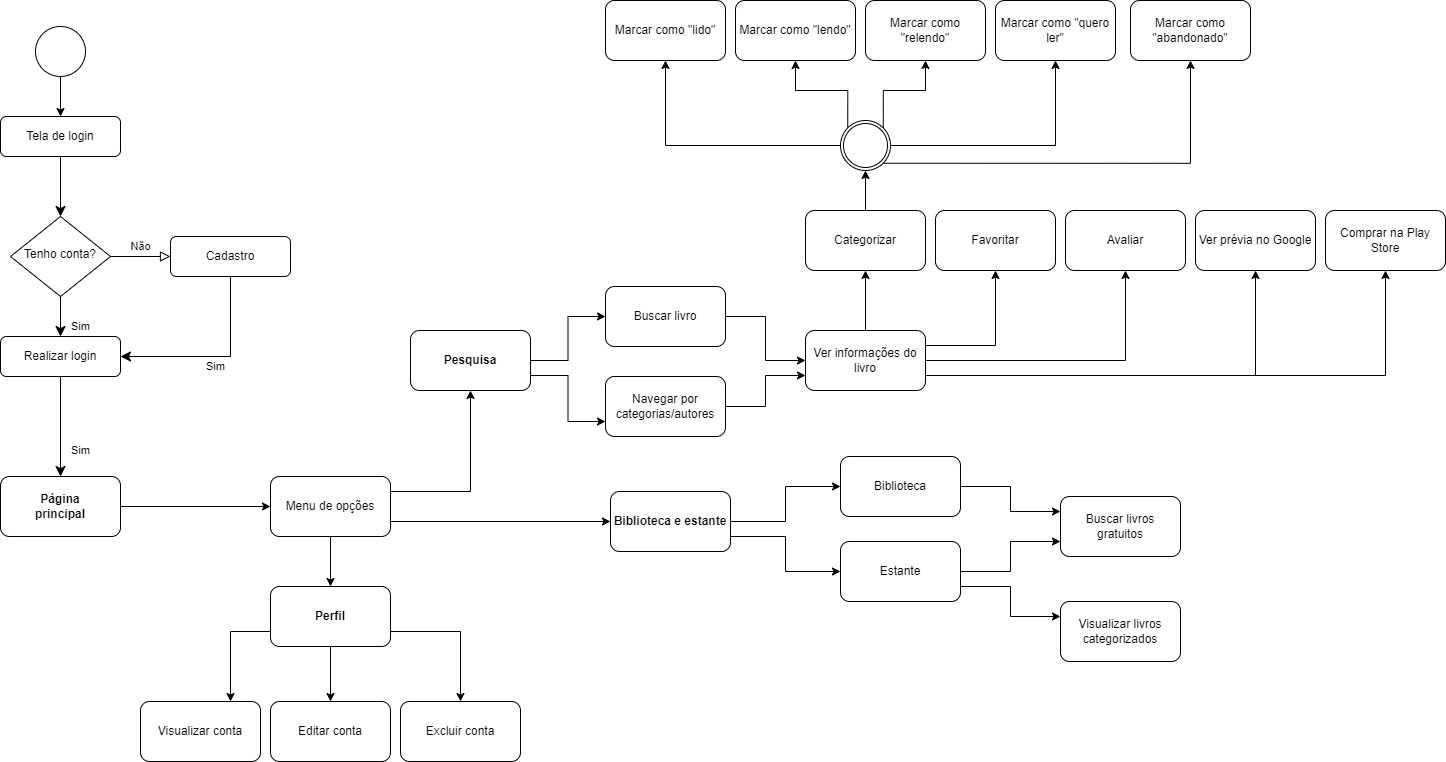 Marcar como "lido"
Marcar como "lendo"
Marcar como
"relendo"
Marcar como "quero
ler"
Marcar como
"abandonado"
Tela de login
Tenho conta?
Não
Cadastro
Sim
Realizar login
Sim
Sim
Página
principal
Menu de opções
Pesquisa
Buscar livro
Navegar por
categorias/autores
Ver informações do
livro
Categorizar
Favoritar
Avaliar
Ver prévia no Google
Comprar na Play
Store
Biblioteca e estante
Biblioteca
Estante
Buscar livros
gratuitos
Visualizar livros
categorizados
Perfil
Visualizar conta
Editar conta
Excluir conta